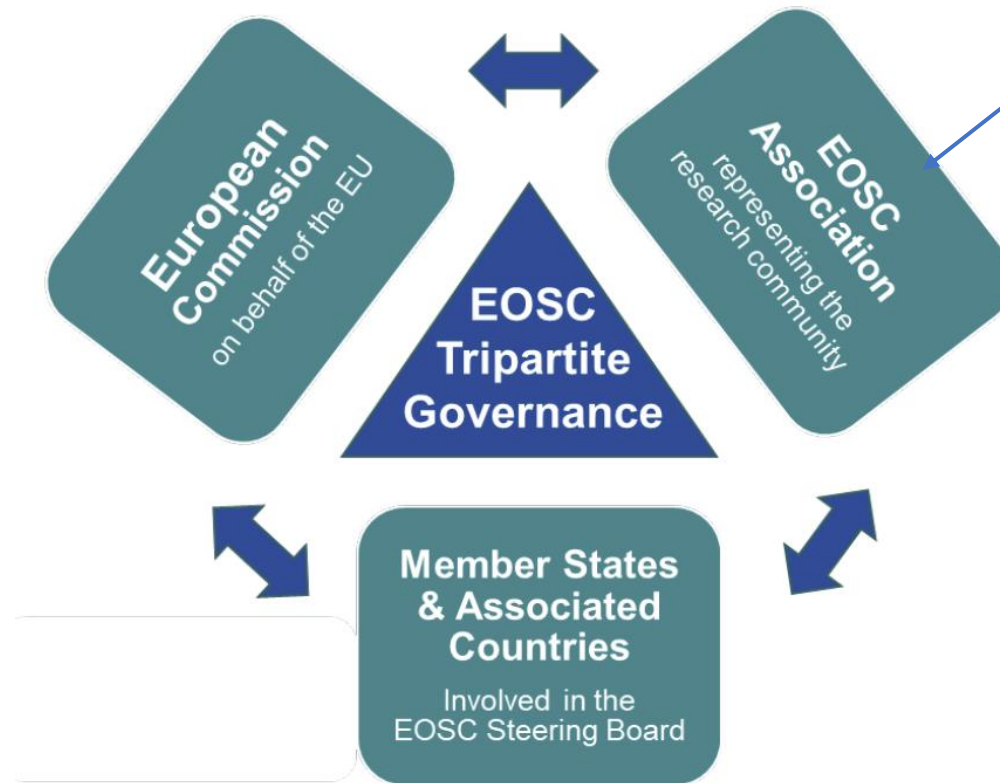 European
Commission
on behalf of the EU
EOSC
Association
representing the
research community
EOSC
Tripartite
Governance
Member States
& Associated
Countries
Involved in the
EOSC Steering Board